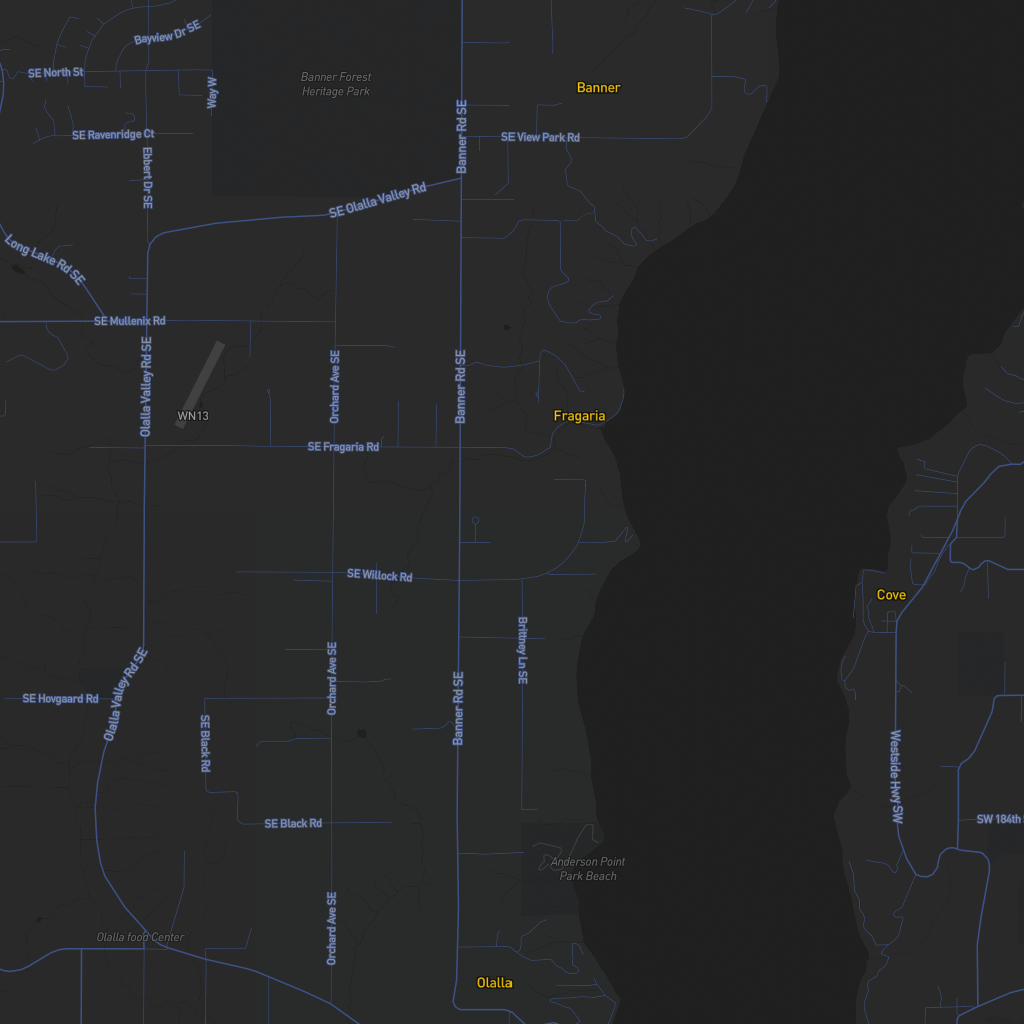 Bayview Dr SE
SE North St
Way W
Banner Forest
Heritage Park
Banner
Banner Rd SE
SE Ravenridge Ct
SE View Park Rd
Ebbert Dr SE
SE Olalla Valley Rd
Long Lake Rd SE
SE Mullenix Rd
Olalla Valley Rd SE
Orchard Ave SE
Banner Rd SE
WN13
Fragaria
SE Fragaria Rd
SE Willock Rd
Cove
Brittney Ln SE
Olalla Valley Rd SE
Orchard Ave SE
Banner Rd SE
SE Hovgaard Rd
SE Black Rd
Westside Hwy SW
SE Black Rd
SW 184th
Anderson Point
Park Beach
Orchard Ave SE
Olalla food Center
Olalla